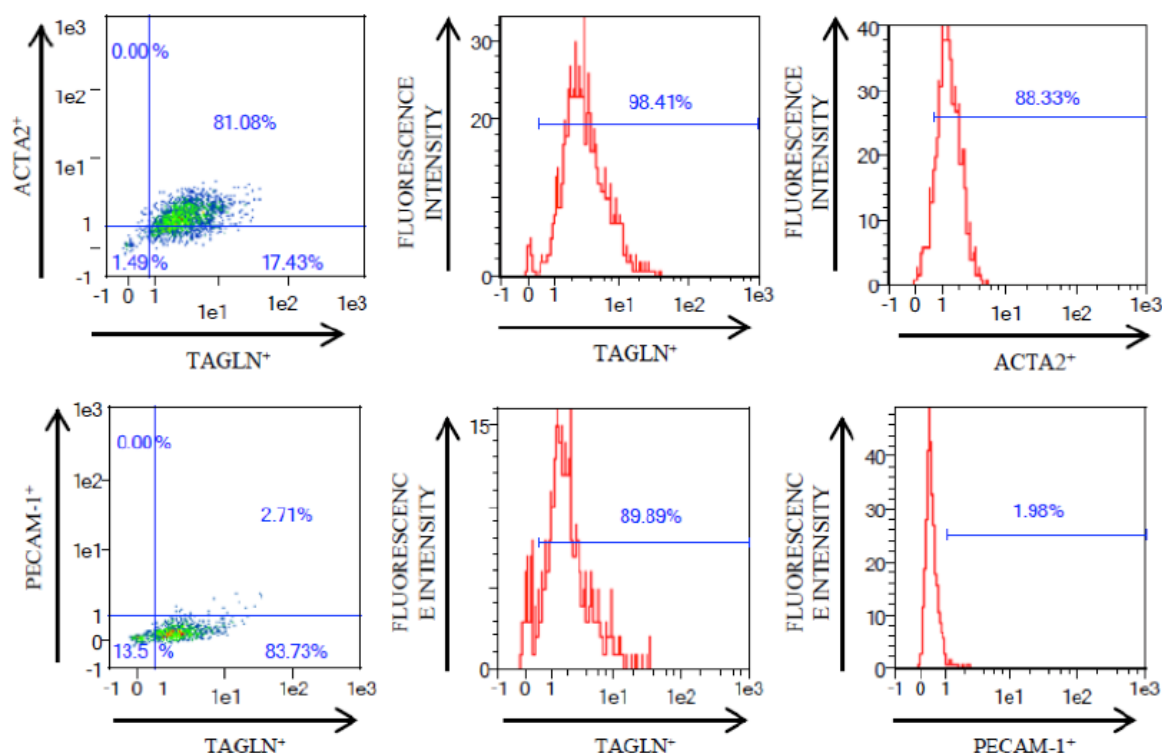 1e3
0.00%
1e2
81.08%
1e1
1
-1
1.49%
17.43%
-1 0 1 1e1 1e2 1e3
ACTA2+
TAGLN+
30
20
10
0
98.41%
-1 0 1 1e1 1e2 1e3
FLUORESCENCE
INTENSITY
TAGLN+
40
30
20
10
0
88.33%
-1 0 1 1e1 1e2 1e3
FLUORESCENCE
INTENSITY
ACTA2+
1e3
0.00%
1e2
2.71%
1e1
1
0
-1
13.5 %
83.73%
-1 0 1 1e1 1e2 1e3
PECAM-1+
TAGLN+
15
0
89.89%
-1 0 1 1e1 1e2 1e3
FLUORESCENC
E INTENSITY
TAGLN+
40
30
20
10
0
1.98%
-1 0 1 1e1 1e2 1e3
FLUORESCENC
E INTENSITY
PECAM-1+